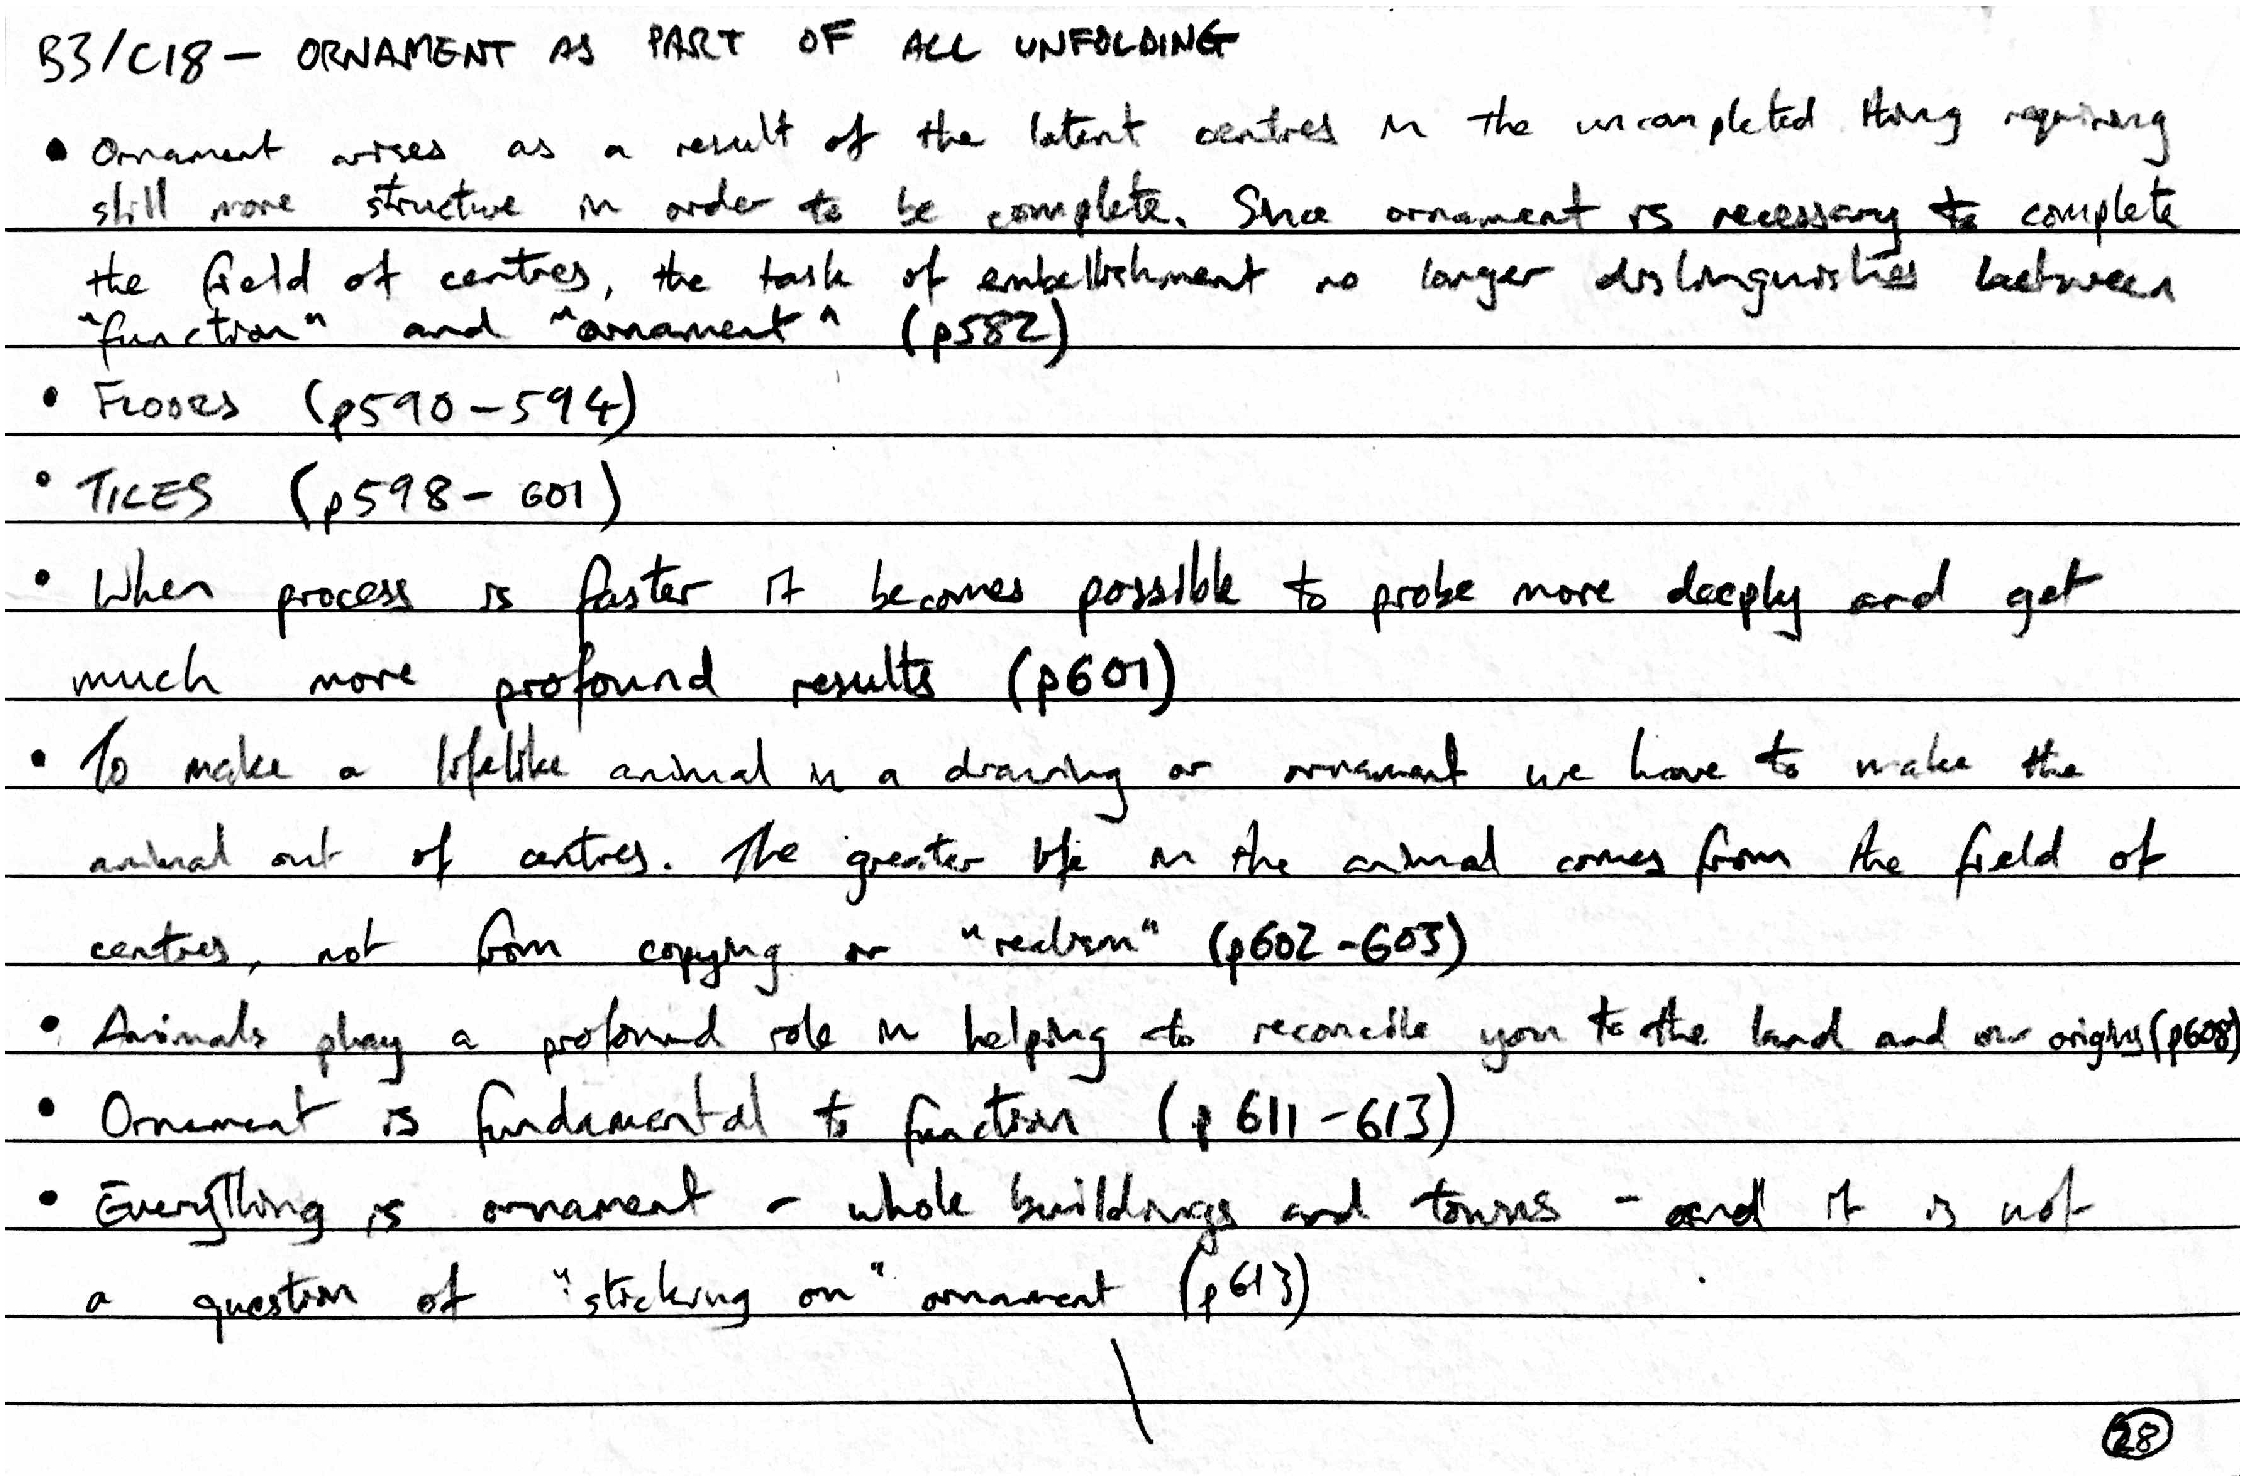 B3/C18 - ORNAMENT AS PART OF ALL UNFOLDING
• Ornament arises as a result of the latent centres in the uncompleted thing requiring
still more structure in order to be complete. Since ornament is necessary to complete
the field of centres, the task of embellishment no longer distinguishes between
"function" and "ornament" (p582)
• FLOORS (p590-594)
• TILES (p598-601)
• When process is faster it becomes possible to probe more deeply and get
much more profound results (p601)
• To make a lifelike animal in a drawing or ornament we have to make the
animal out of centres. The greater life in the animal comes from the field of
centres, not from copying or "realism" (p602-603)
• Animals play a profound role in helping to reconcile you to the land and our origins (p608)
• Ornament is fundamental to function (p611-613)
• Everything is ornament - whole buildings and towns - and it is not
a question of "sticking on" ornament (p613)
28